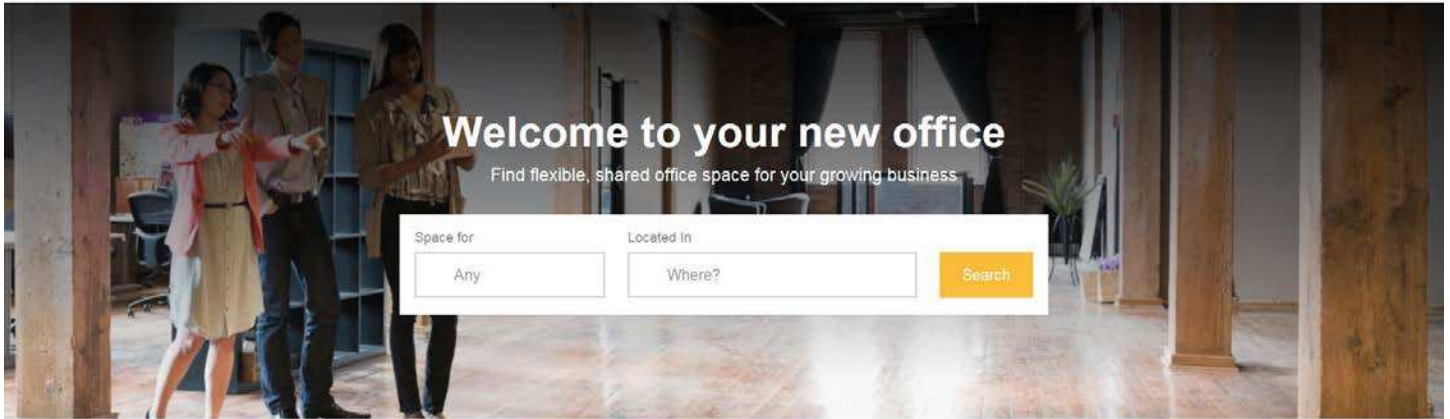 Welcome to your new office
Find flexible, shared office space for your growing business
Space for
Located In
Any
Where?
Search